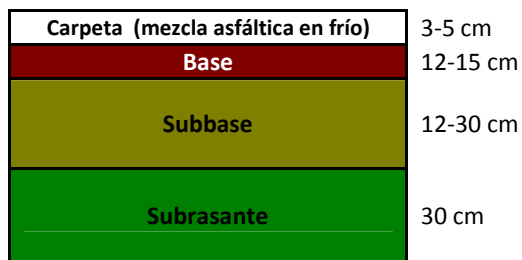 Carpeta (mezcla asfáltica en frío) 3-5 cm
Base 12-15 cm
Subbase 12-30 cm
Subrasante 30 cm